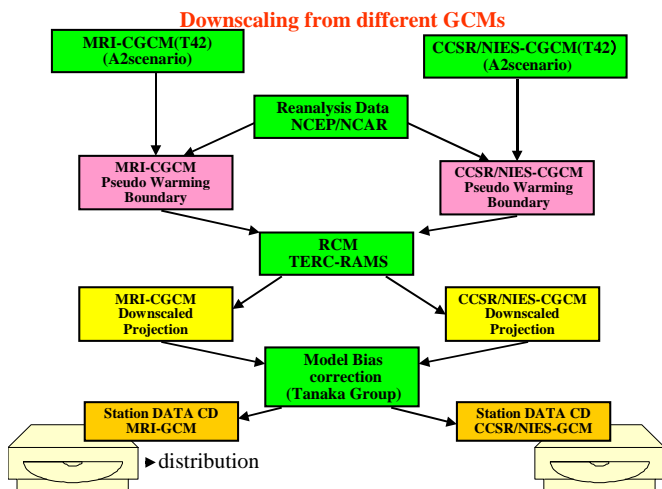 Downscaling from different GCMs
MRI-CGCM(T42)
(A2scenario)
CCSR/NIES-CGCM(T42）
(A2scenario)
Reanalysis Data
NCEP/NCAR
MRI-CGCM
Pseudo Warming
Boundary
CCSR/NIES-CGCM
Pseudo Warming
Boundary
RCM
TERC-RAMS
MRI-CGCM
Downscaled
Projection
CCSR/NIES-CGCM
Downscaled
Projection
Model Bias
correction
(Tanaka Group)
Station DATA CD
MRI-GCM
Station DATA CD
CCSR/NIES-GCM
distribution